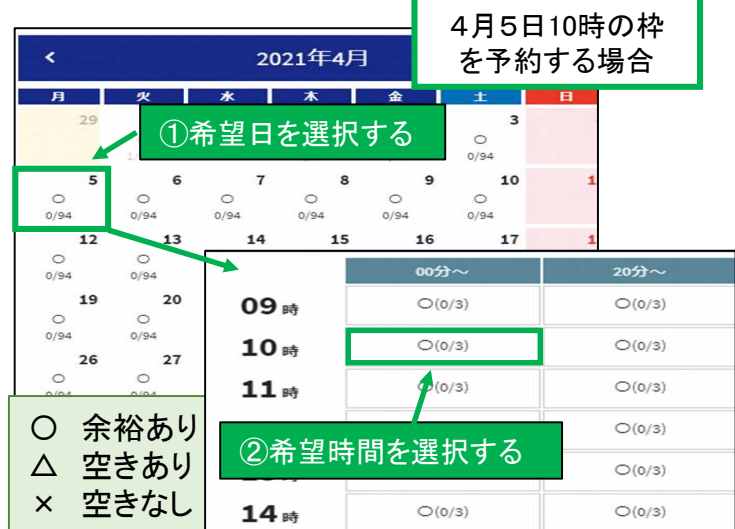 4月5日10時の枠
を予約する場合
< 2021年4月
月 火 水 木 金 土 日
29 3
①希望日を選択する
○
0/94
5 6 7 8 9 10
○ ○ ○ ○ ○ ○
0/94 0/94 0/94 0/94 0/94 0/94
12 13 14 15 16 17
○ ○
0/94 0/94
19 20
○ ○
0/94 0/94
26 27
○ ○
00分～ 20分～
09時 ○(0/3) ○(0/3)
10時 ○(0/3) ○(0/3)
11時 ○(0/3) ○(0/3)
○(0/3)
②希望時間を選択する
○(0/3)
14時 ○(0/3) ○(0/3)
○ 余裕あり
△ 空きあり
× 空きなし